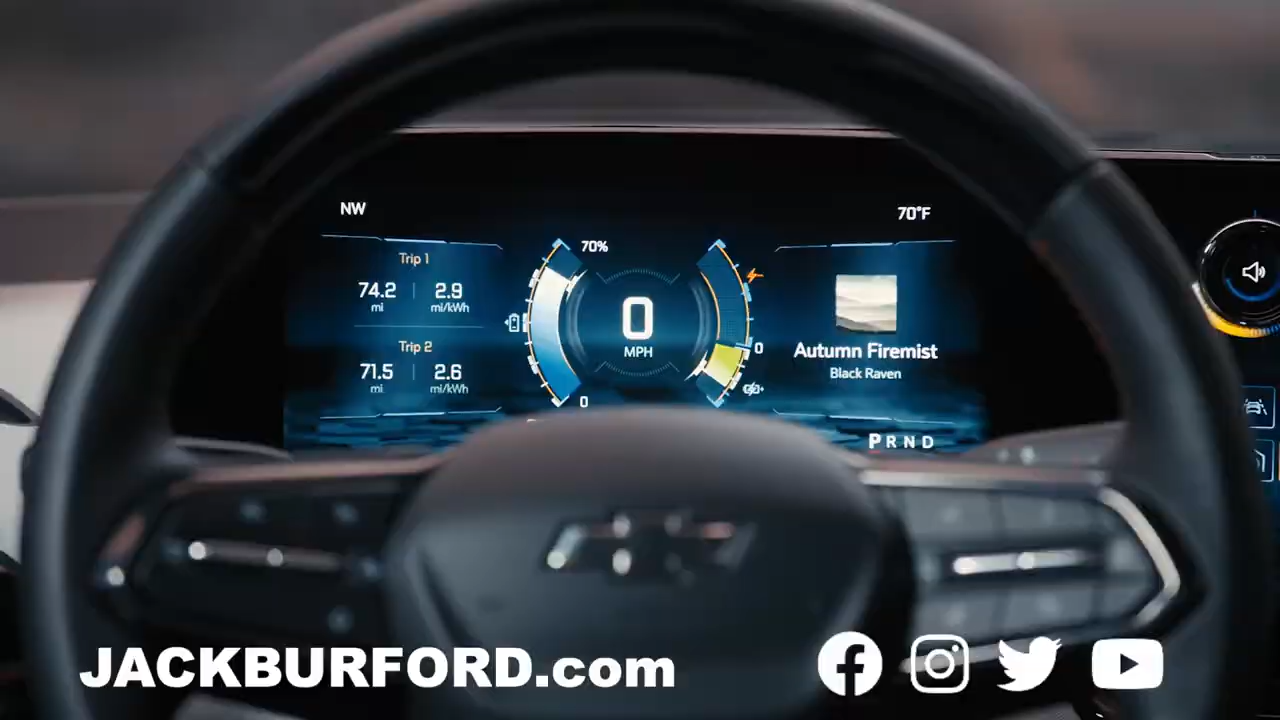 NW
70°F
Trip 1
74.2 2.9
mi mi/kWh
Trip 2
71.5 2.6
mi mi/kWh
70%
0
MPH
0
0
Autumn Firemist
Black Raven
PRND
JACKBURFORD.com